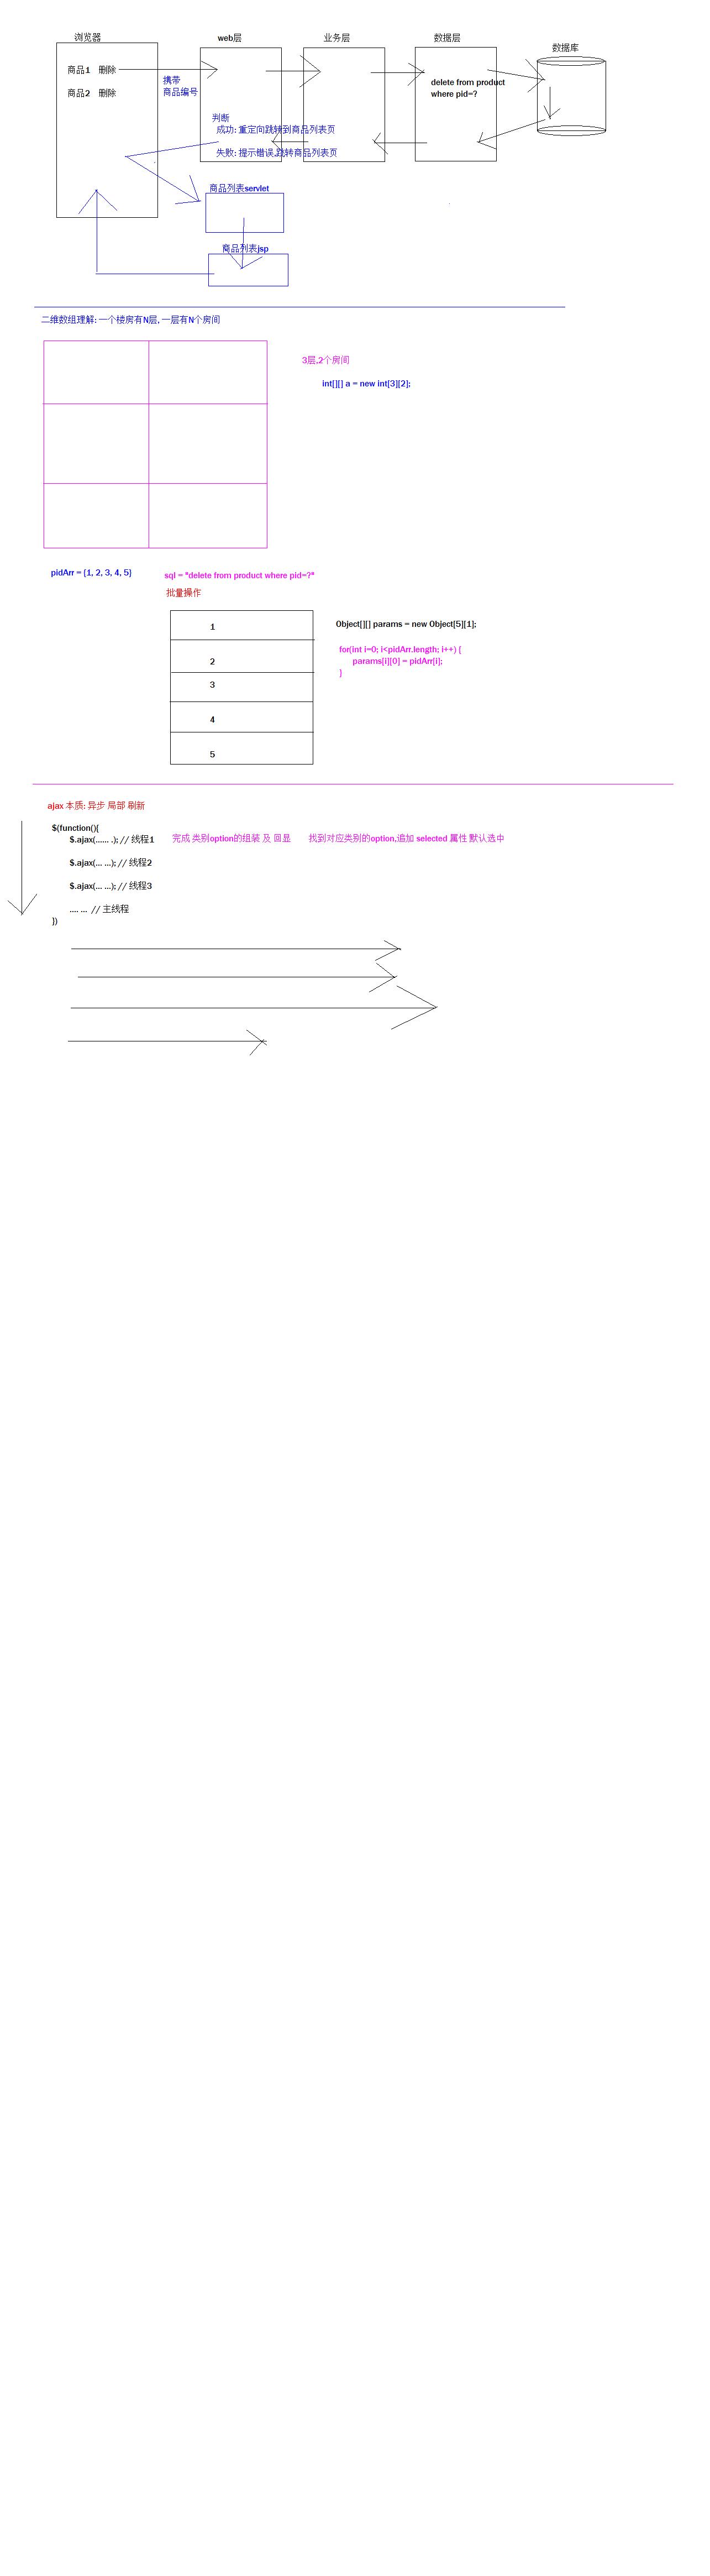 浏览器
web层
业务层
数据层
数据库
商品1 删除
商品2 删除
携带
商品编号
delete from product
where pid=?
判断
成功: 重定向跳转到商品列表页
失败: 提示错误,跳转商品列表页
商品列表servlet
商品列表jsp
二维数组理解: 一个楼房有N层, 一层有N个房间
3层,2个房间
int[][] a = new int[3][2];
pidArr = {1, 2, 3, 4, 5}
sql = "delete from product where pid=?"
批量操作
1
2
3
4
5
Object[][] params = new Object[5][1];
for(int i=0; i<pidArr.length; i++) {
params[i][0] = pidArr[i];
}
ajax 本质: 异步 局部 刷新
$(function(){
$.ajax(...... .); // 线程1
完成 类别option的组装 及 回显
找到对应类别的option,追加 selected 属性 默认选中
$.ajax(... ...); // 线程2
$.ajax(... ...); // 线程3
.... ... // 主线程
})